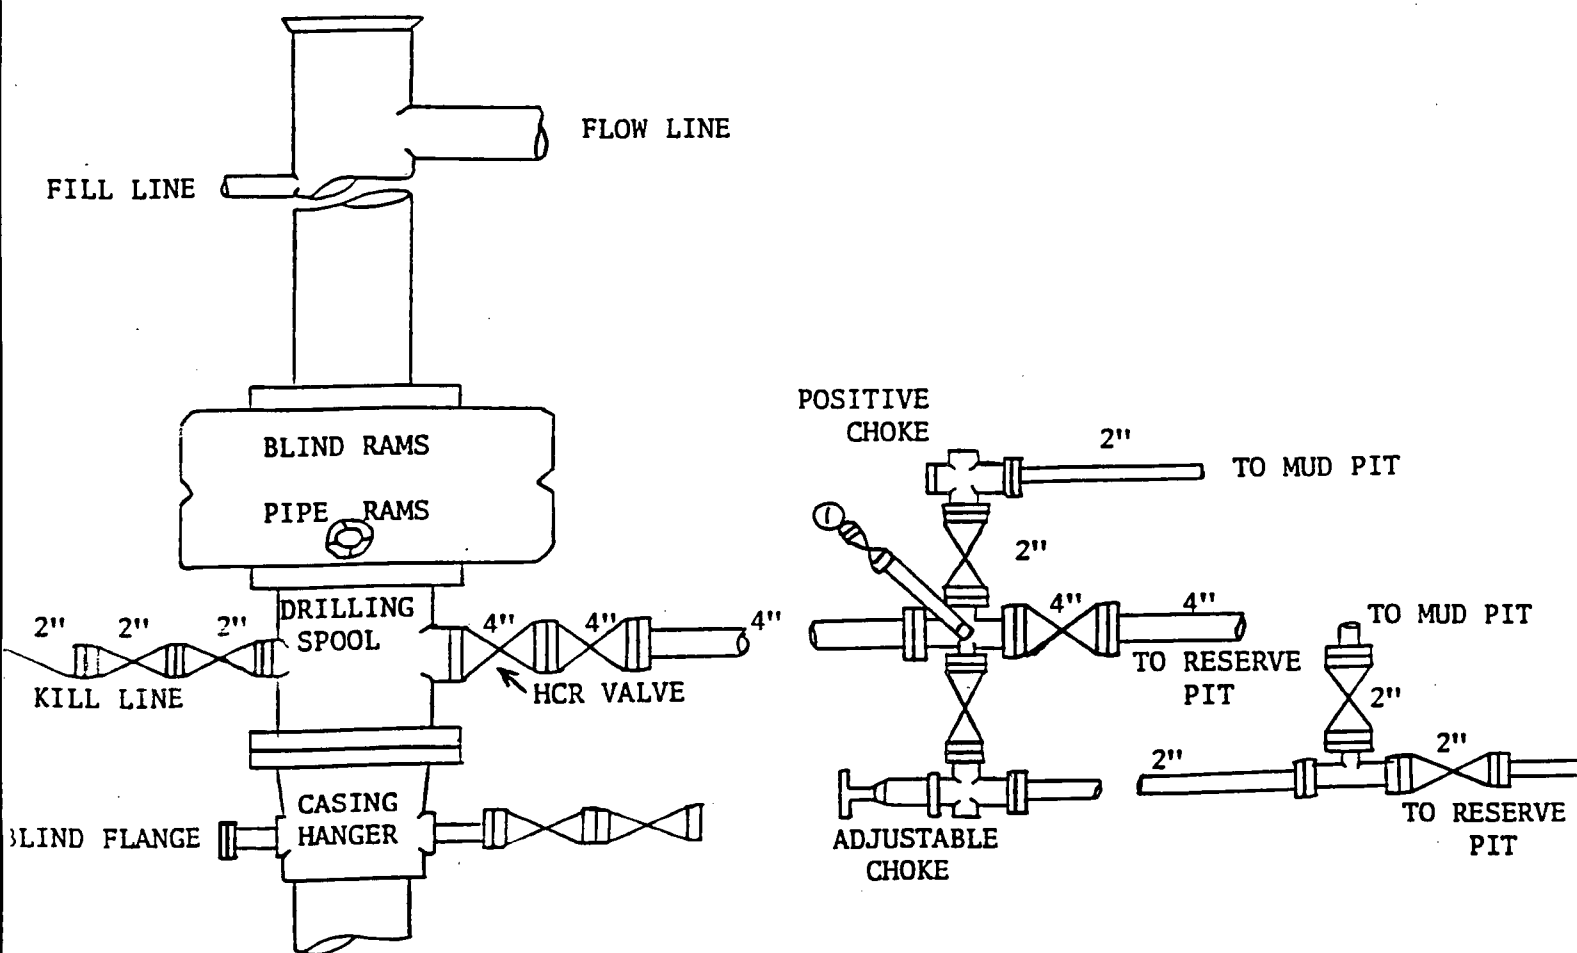 FLOW LINE
FILL LINE
BLIND RAMS
PIPE RAMS
DRILLING
SPOOL
2" 2" 2"
KILL LINE
4" 4" 4"
HCR VALVE
CASING
HANGER
BLIND FLANGE
POSITIVE
CHOKE
2"
TO MUD PIT
2"
4" 4"
TO RESERVE
PIT
ADJUSTABLE
CHOKE
TO MUD PIT
2"
2" 2"
TO RESERVE
PIT